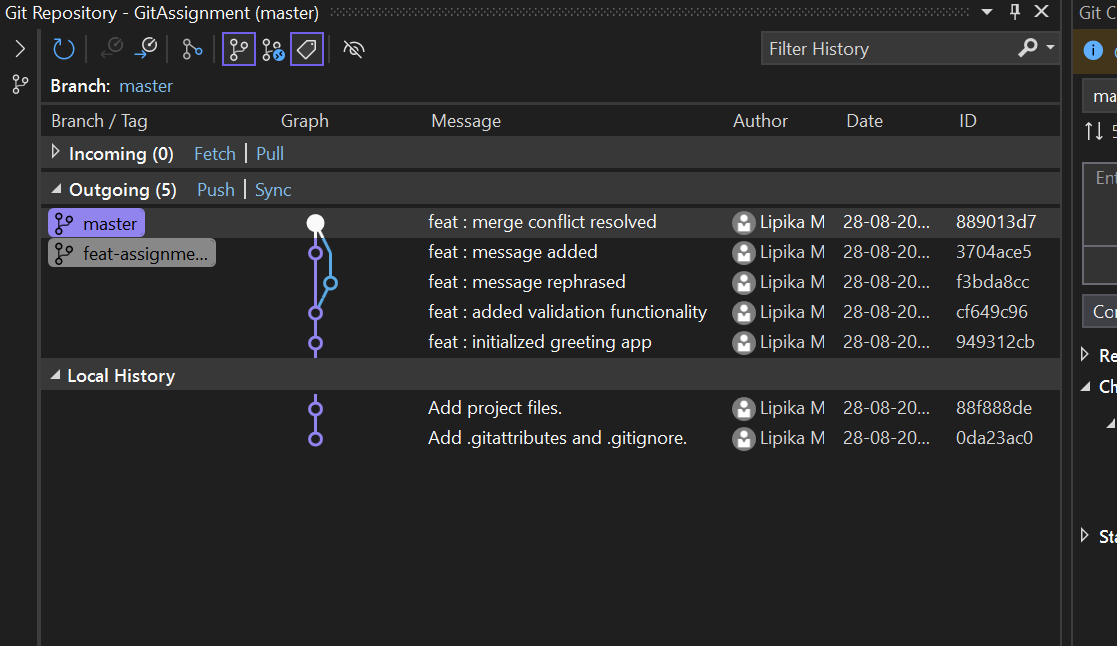 Git Repository - GitAssignment (master)
Git C
Filter History
Branch: master
ma
Branch / Tag Graph Message Author Date ID
Incoming (0) Fetch | Pull
5
Outgoing (5) Push | Sync
Ent
master feat : merge conflict resolved Lipika M 28-08-20... 889013d7
feat-assignme... feat : message added Lipika M 28-08-20... 3704ace5
feat : message rephrased Lipika M 28-08-20... f3bda8cc
feat : added validation functionality Lipika M 28-08-20... cf649c96
Co
feat : initialized greeting app Lipika M 28-08-20... 949312cb
Re
Local History
Ch
Add project files. Lipika M 28-08-20... 88f888de
Add .gitattributes and .gitignore. Lipika M 28-08-20... 0da23ac0
Sta